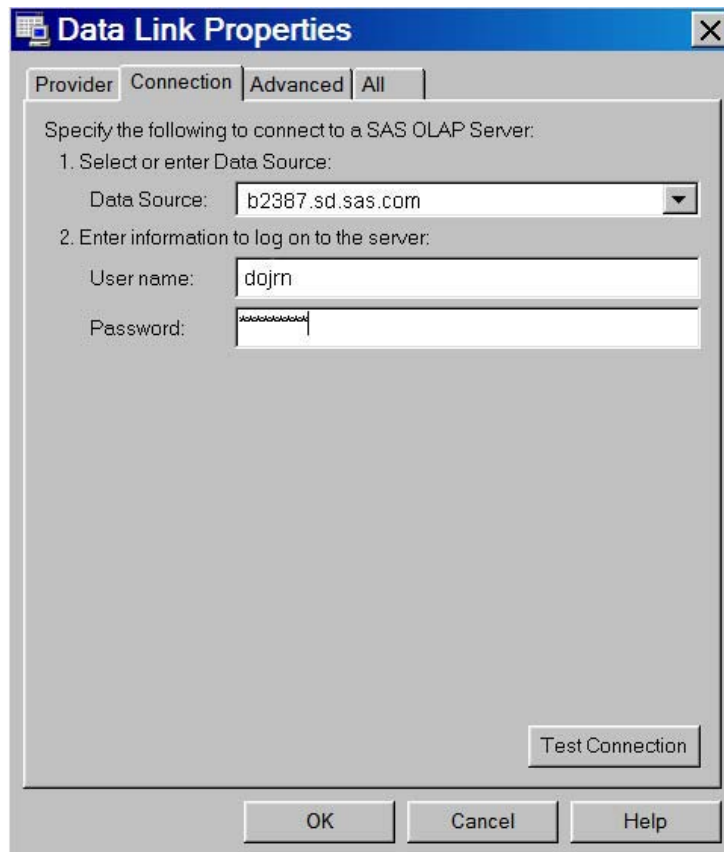 Data Link Properties
Provider Connection Advanced All
Specify the following to connect to a SAS OLAP Server:
1. Select or enter Data Source:
Data Source: b2387.sd.sas.com
2. Enter information to log on to the server:
User name: dojrn
Password: **********
Test Connection
OK Cancel Help